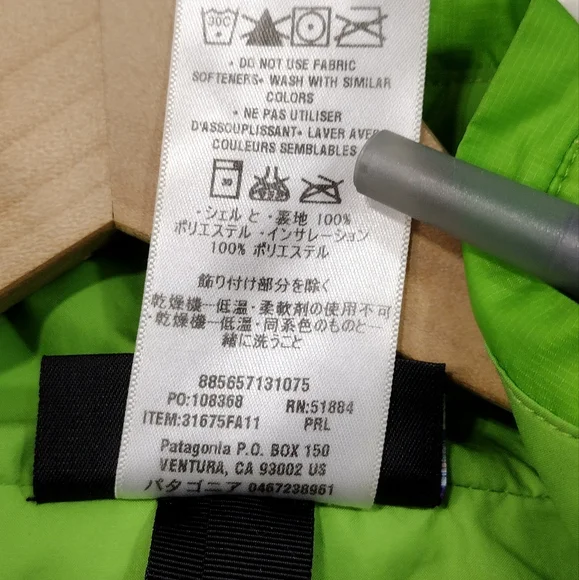 30C
• DO NOT USE FABRIC
SOFTENERS• WASH WITH SIMILAR
COLORS
• NE PAS UTILISER
D'ASSOUPLISSANT• LAVER AVE
COULEURS SEMBLABLES
30
・シェル と ・裏地 100%
ポリエステル ・インサレーション
100% ポリエステル
飾り付け部分を除く
乾燥機ー低温・柔軟剤の使用不可
・乾燥機ー低温・同系色のものと一
緒に洗うこと
885657131075
PO:108368 RN:51884
ITEM:31675FA11 PRL
Patagonia P.O. BOX 150
VENTURA, CA 93002 US
パタゴニア 0467238961